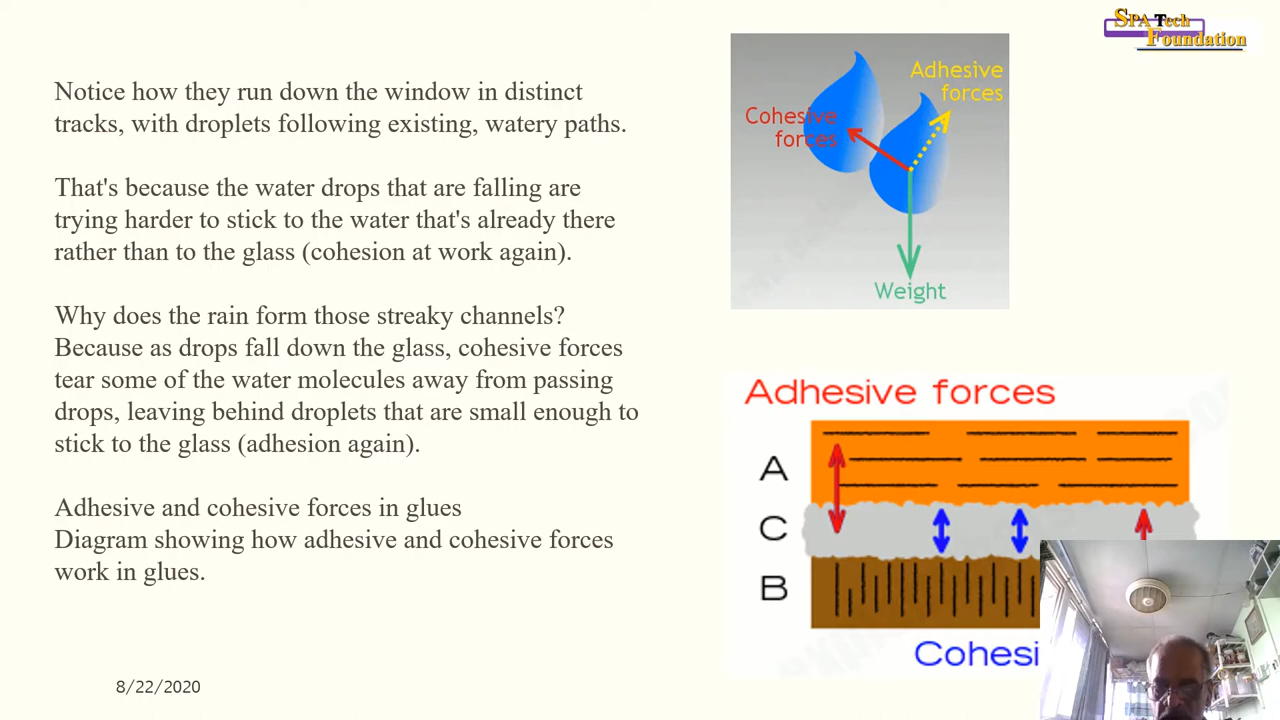 SPA Tech
Foundation
Notice how they run down the window in distinct
tracks, with droplets following existing, watery paths.
That's because the water drops that are falling are
trying harder to stick to the water that's already there
rather than to the glass (cohesion at work again).
Why does the rain form those streaky channels?
Because as drops fall down the glass, cohesive forces
tear some of the water molecules away from passing
drops, leaving behind droplets that are small enough to
stick to the glass (adhesion again).
Adhesive and cohesive forces in glues
Diagram showing how adhesive and cohesive forces
work in glues.
8/22/2020
Adhesive
forces
Cohesive
forces
Weight
Adhesive forces
A
C
B
Cohesi